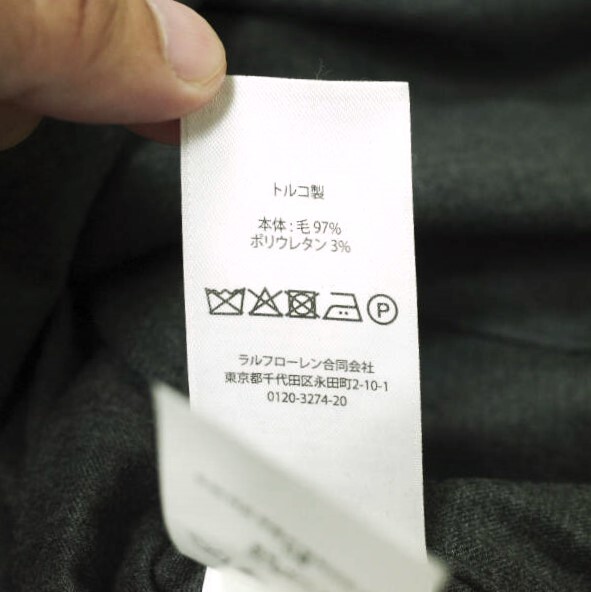 トルコ製
本体 : 毛 97%
ポリウレタン 3%
P
ラルフローレン合同会社
東京都千代田区永田町2-10-1
0120-3274-20